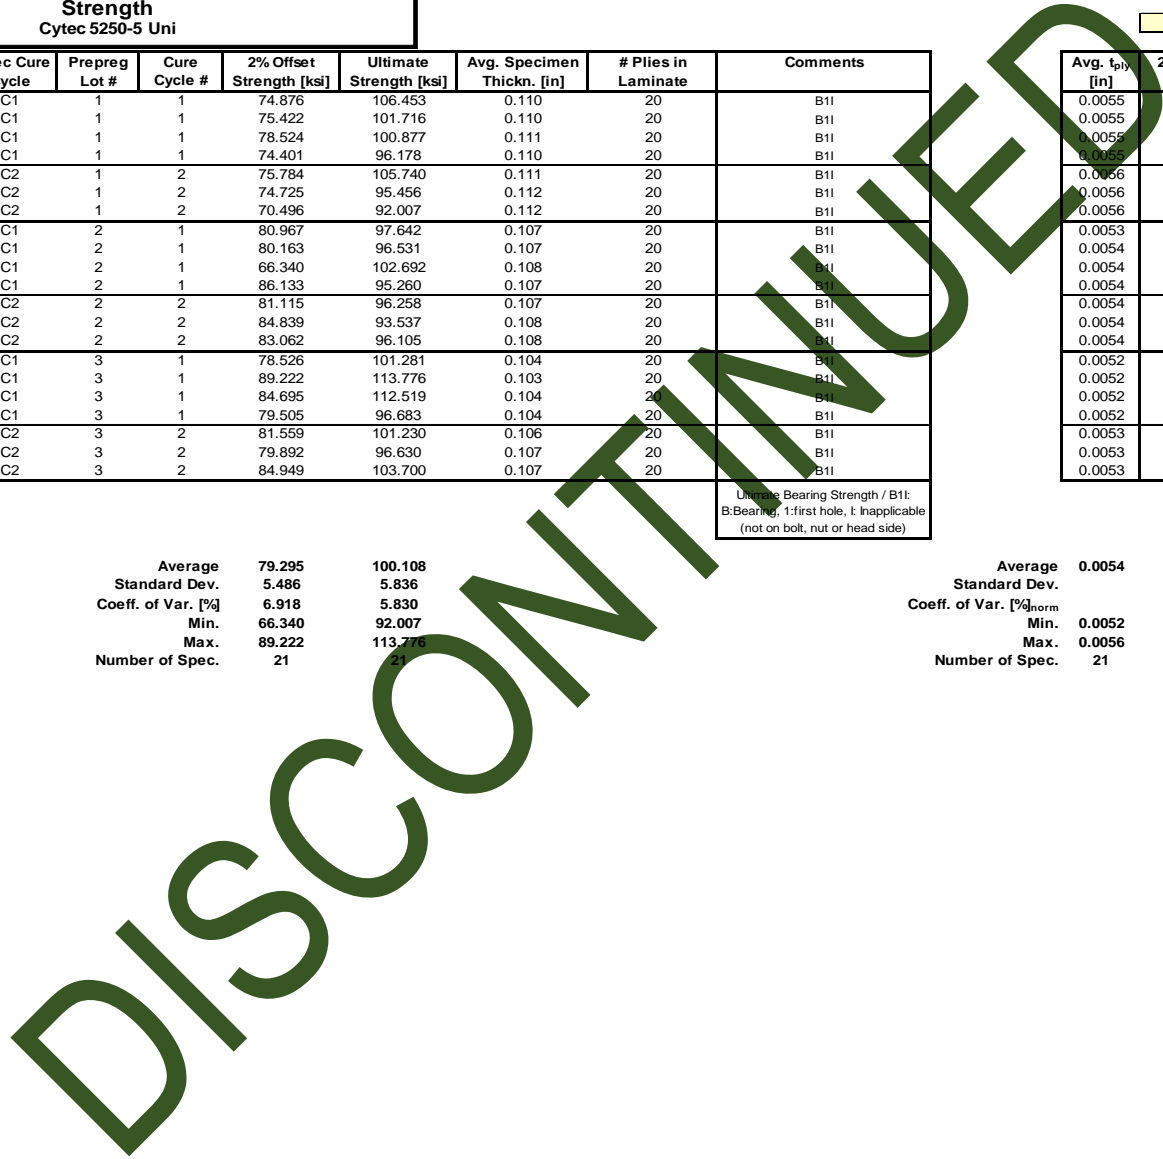 Strength
Cytec 5250-5 Uni
ec Cure Prepreg Cure 2% Offset Ultimate Avg. Specimen # Plies in Comments Avg. tply 2
ycle Lot # Cycle # Strength [ksi] Strength [ksi] Thickn. [in] Laminate [in]
C1 1 1 74.876 106.453 0.110 20 B1I 0.0055
C1 1 1 75.422 101.716 0.110 20 B1I 0.0055
C1 1 1 78.524 100.877 0.111 20 B1I 0.0055
C1 1 1 74.401 96.178 0.110 20 B1I 0.0055
C2 1 2 75.784 105.740 0.111 20 B1I 0.0056
C2 1 2 74.725 95.456 0.112 20 B1I 0.0056
C2 1 2 70.496 92.007 0.112 20 B1I 0.0056
C1 2 1 80.967 97.642 0.107 20 B1I 0.0053
C1 2 1 80.163 96.531 0.107 20 B1I 0.0054
C1 2 1 66.340 102.692 0.108 20 B1I 0.0054
C1 2 1 86.133 95.260 0.107 20 B1I 0.0054
C2 2 2 81.115 96.258 0.107 20 B1I 0.0054
C2 2 2 84.839 93.537 0.108 20 B1I 0.0054
C2 2 2 83.062 96.105 0.108 20 B1I 0.0054
C1 3 1 78.526 101.281 0.104 20 B1I 0.0052
C1 3 1 89.222 113.776 0.103 20 B1I 0.0052
C1 3 1 84.695 112.519 0.104 20 B1I 0.0052
C1 3 1 79.505 96.683 0.104 20 B1I 0.0052
C2 3 2 81.559 101.230 0.106 20 B1I 0.0053
C2 3 2 79.892 96.630 0.107 20 B1I 0.0053
C2 3 2 84.949 103.700 0.107 20 B1I 0.0053
Ultimate Bearing Strength / B1I:
B:Bearing, 1:first hole, I: Inapplicable
(not on bolt, nut or head side)
Average 79.295 100.108 Average 0.0054
Standard Dev. 5.486 5.836 Standard Dev.
Coeff. of Var. [%] 6.918 5.830 Coeff. of Var. [%]norm
Min. 66.340 92.007 Min. 0.0052
Max. 89.222 113.776 Max. 0.0056
Number of Spec. 21 21 Number of Spec. 21
DISCONTINUED